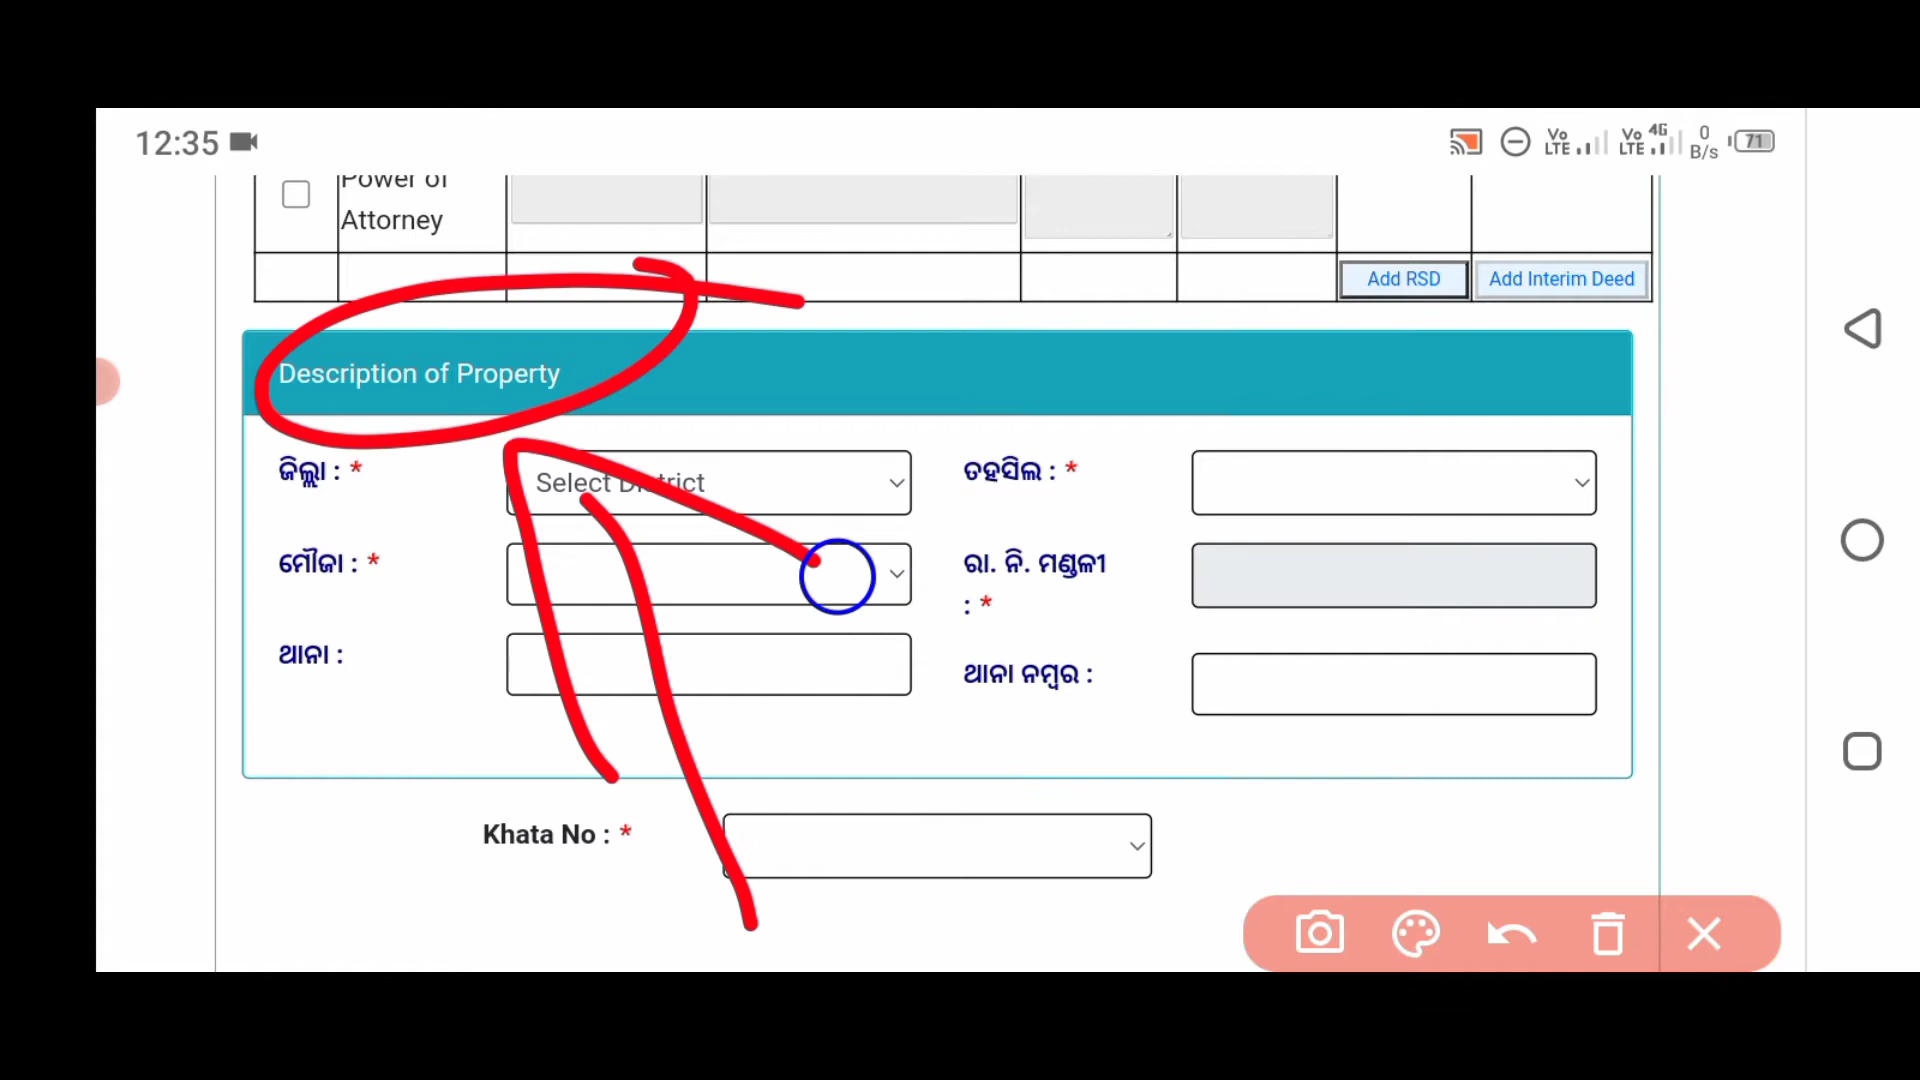 12:35
Vo LTE Vo 4G LTE 0 B/s 71
Power of
Attorney
Add RSD Add Interim Deed
Description of Property
ଜିଲ୍ଲା : * Select District ତହସିଲ : *
ମୌଜା : * ରା. ନି. ମଣ୍ଡଳୀ
: *
ଥାନା : ଥାନା ନମ୍ବର :
Khata No : *